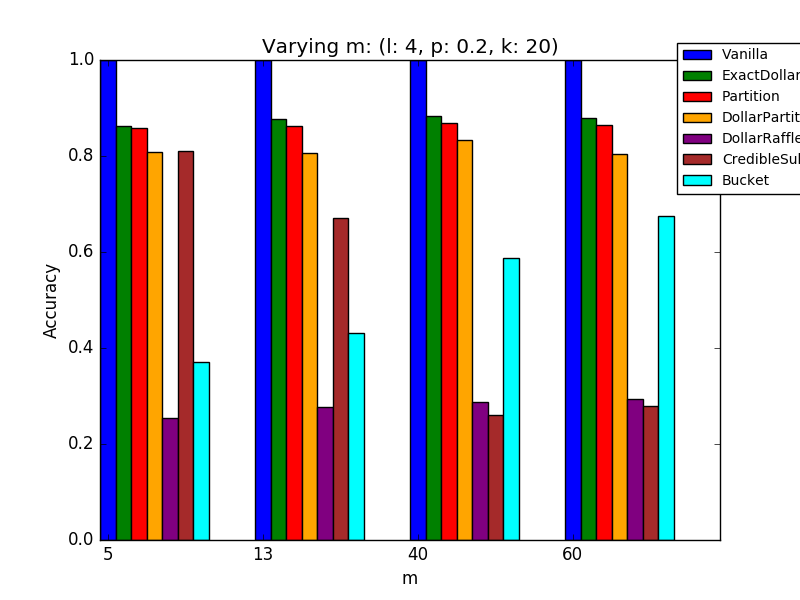 Varying m: (l: 4, p: 0.2, k: 20)
1.0
0.8
0.6
0.4
0.2
0.0
Accuracy
5 13 40 60
m
Vanilla
ExactDollar
Partition
DollarPartit
DollarRaffle
CredibleSul
Bucket